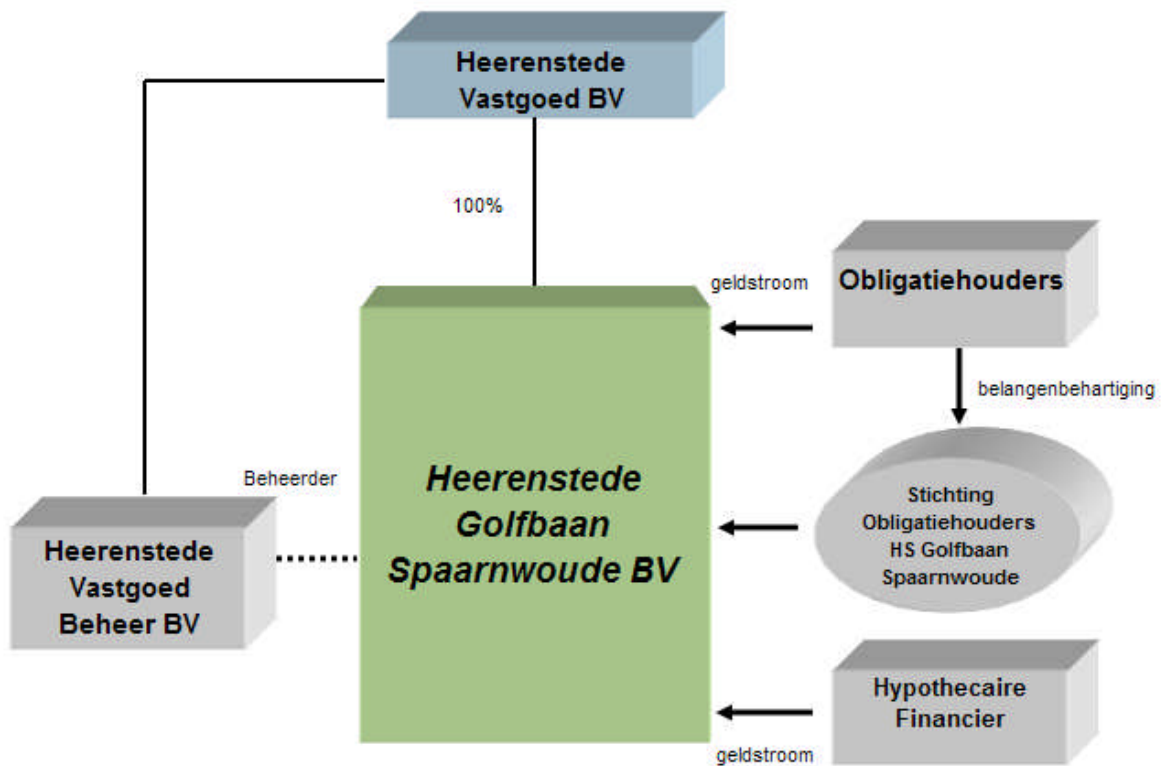 Heerenstede
Vastgoed BV
100%
geldstroom
Obligatiehouders
belangenbehartiging
Beheerder
Heerenstede
Golfbaan
Spaarnwoude BV
Stichting
Obligatiehouders
HS Golfbaan
Spaarnwoude
Heerenstede
Vastgoed
Beheer BV
Hypothecaire
Financier
geldstroom